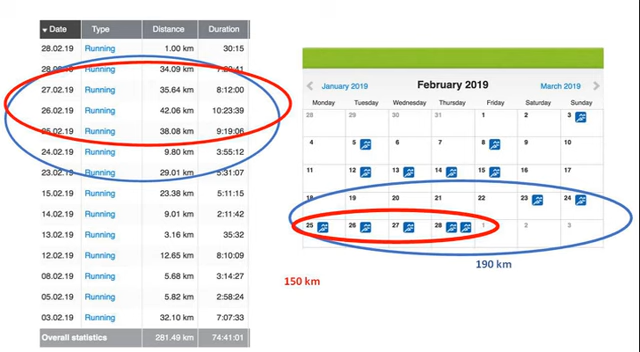 Date Type Distance Duration
28.02.19 Running 1.00 km 30:15
Running 34.09 km
27.02.19 Running 35.64 km 8:12:00
26.02.19 Running 42.06 km 10:23:39
25.02.19 Running 38.08 km 9:19:06
24.02.19 Running 9.80 km 3:55:12
23.02.19 Running 29.01 km 5:31:07
15.02.19 Running 23.38 km 5:11:15
14.02.19 Running 9.01 km 2:11:42
13.02.19 Running 3.16 km 35:32
12.02.19 Running 12.65 km 8:10:09
08.02.19 Running 5.68 km 3:14:27
05.02.19 Running 5.82 km 2:58:24
03.02.19 Running 32.10 km 7:07:33
Overall statistics 281.49 km 74:41:01
January 2019 February 2019 March 2019
Monday Tuesday Wednesday Thursday Friday Saturday Sunday
28 29 30 31 1 2 3
4 5 6 7 8 9 10
11 12 13 14 15 16 17
18 19 20 21 22 23 24
25 26 27 28 1 2 3
190 km
150 km